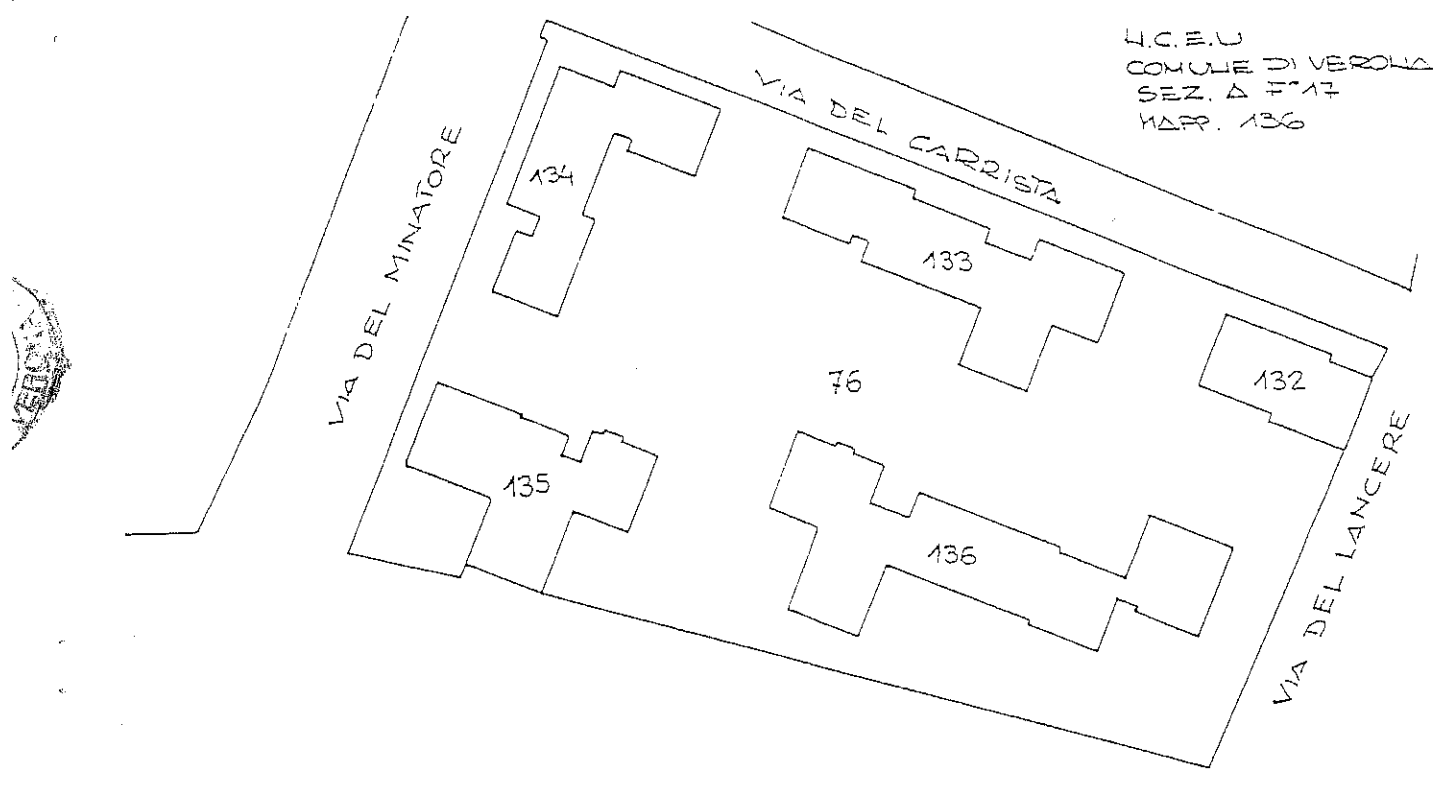 N.C.E.U
COMUNE DI VERONA
SEZ. A F° 17
MAPP. 136
VIA DEL CARRISTA
VIA DEL MINATORE
134
133
132
76
135
136
VIA DEL LANCERE
VERONA